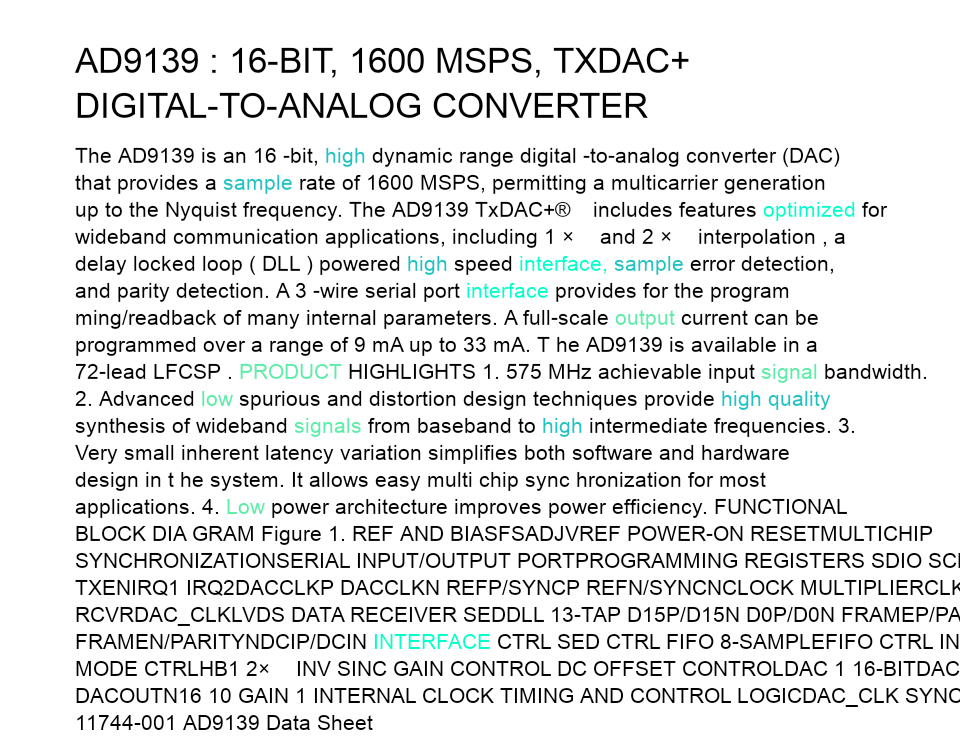 AD9139 : 16-BIT, 1600 MSPS, TXDAC+
DIGITAL-TO-ANALOG CONVERTER
The AD9139 is an 16 -bit, high dynamic range digital -to-analog converter (DAC)
that provides a sample rate of 1600 MSPS, permitting a multicarrier generation
up to the Nyquist frequency. The AD9139 TxDAC+® includes features optimized for
wideband communication applications, including 1 × and 2 × interpolation , a
delay locked loop ( DLL ) powered high speed interface, sample error detection,
and parity detection. A 3 -wire serial port interface provides for the program
ming/readback of many internal parameters. A full-scale output current can be
programmed over a range of 9 mA up to 33 mA. T he AD9139 is available in a
72-lead LFCSP . PRODUCT HIGHLIGHTS 1. 575 MHz achievable input signal bandwidth.
2. Advanced low spurious and distortion design techniques provide high quality
synthesis of wideband signals from baseband to high intermediate frequencies. 3.
Very small inherent latency variation simplifies both software and hardware
design in t he system. It allows easy multi chip sync hronization for most
applications. 4. Low power architecture improves power efficiency. FUNCTIONAL
BLOCK DIA GRAM Figure 1. REF AND BIASFSADJVREF POWER-ON RESETMULTICHIP
SYNCHRONIZATIONSERIAL INPUT/OUTPUT PORTPROGRAMMING REGISTERS SDIO
TXENIRQ1 IRQ2DACCLKP DACCLKN REFP/SYNCP REFN/SYNCNCLOCK MULTIPLIERCLK
RCVRDAC_CLKLVDS DATA RECEIVER SEDDLL 13-TAP D15P/D15N D0P/D0N FRAMEP/PA
FRAMEN/PARITYNDCIP/DCIN INTERFACE CTRL SED CTRL FIFO 8-SAMPLEFIFO CTRL IN
MODE CTRLHB1 2× INV SINC GAIN CONTROL DC OFFSET CONTROLDAC 1 16-BITDAC
DACOUTN16 10 GAIN 1 INTERNAL CLOCK TIMING AND CONTROL LOGICDAC_CLK SYNC
11744-001 AD9139 Data Sheet